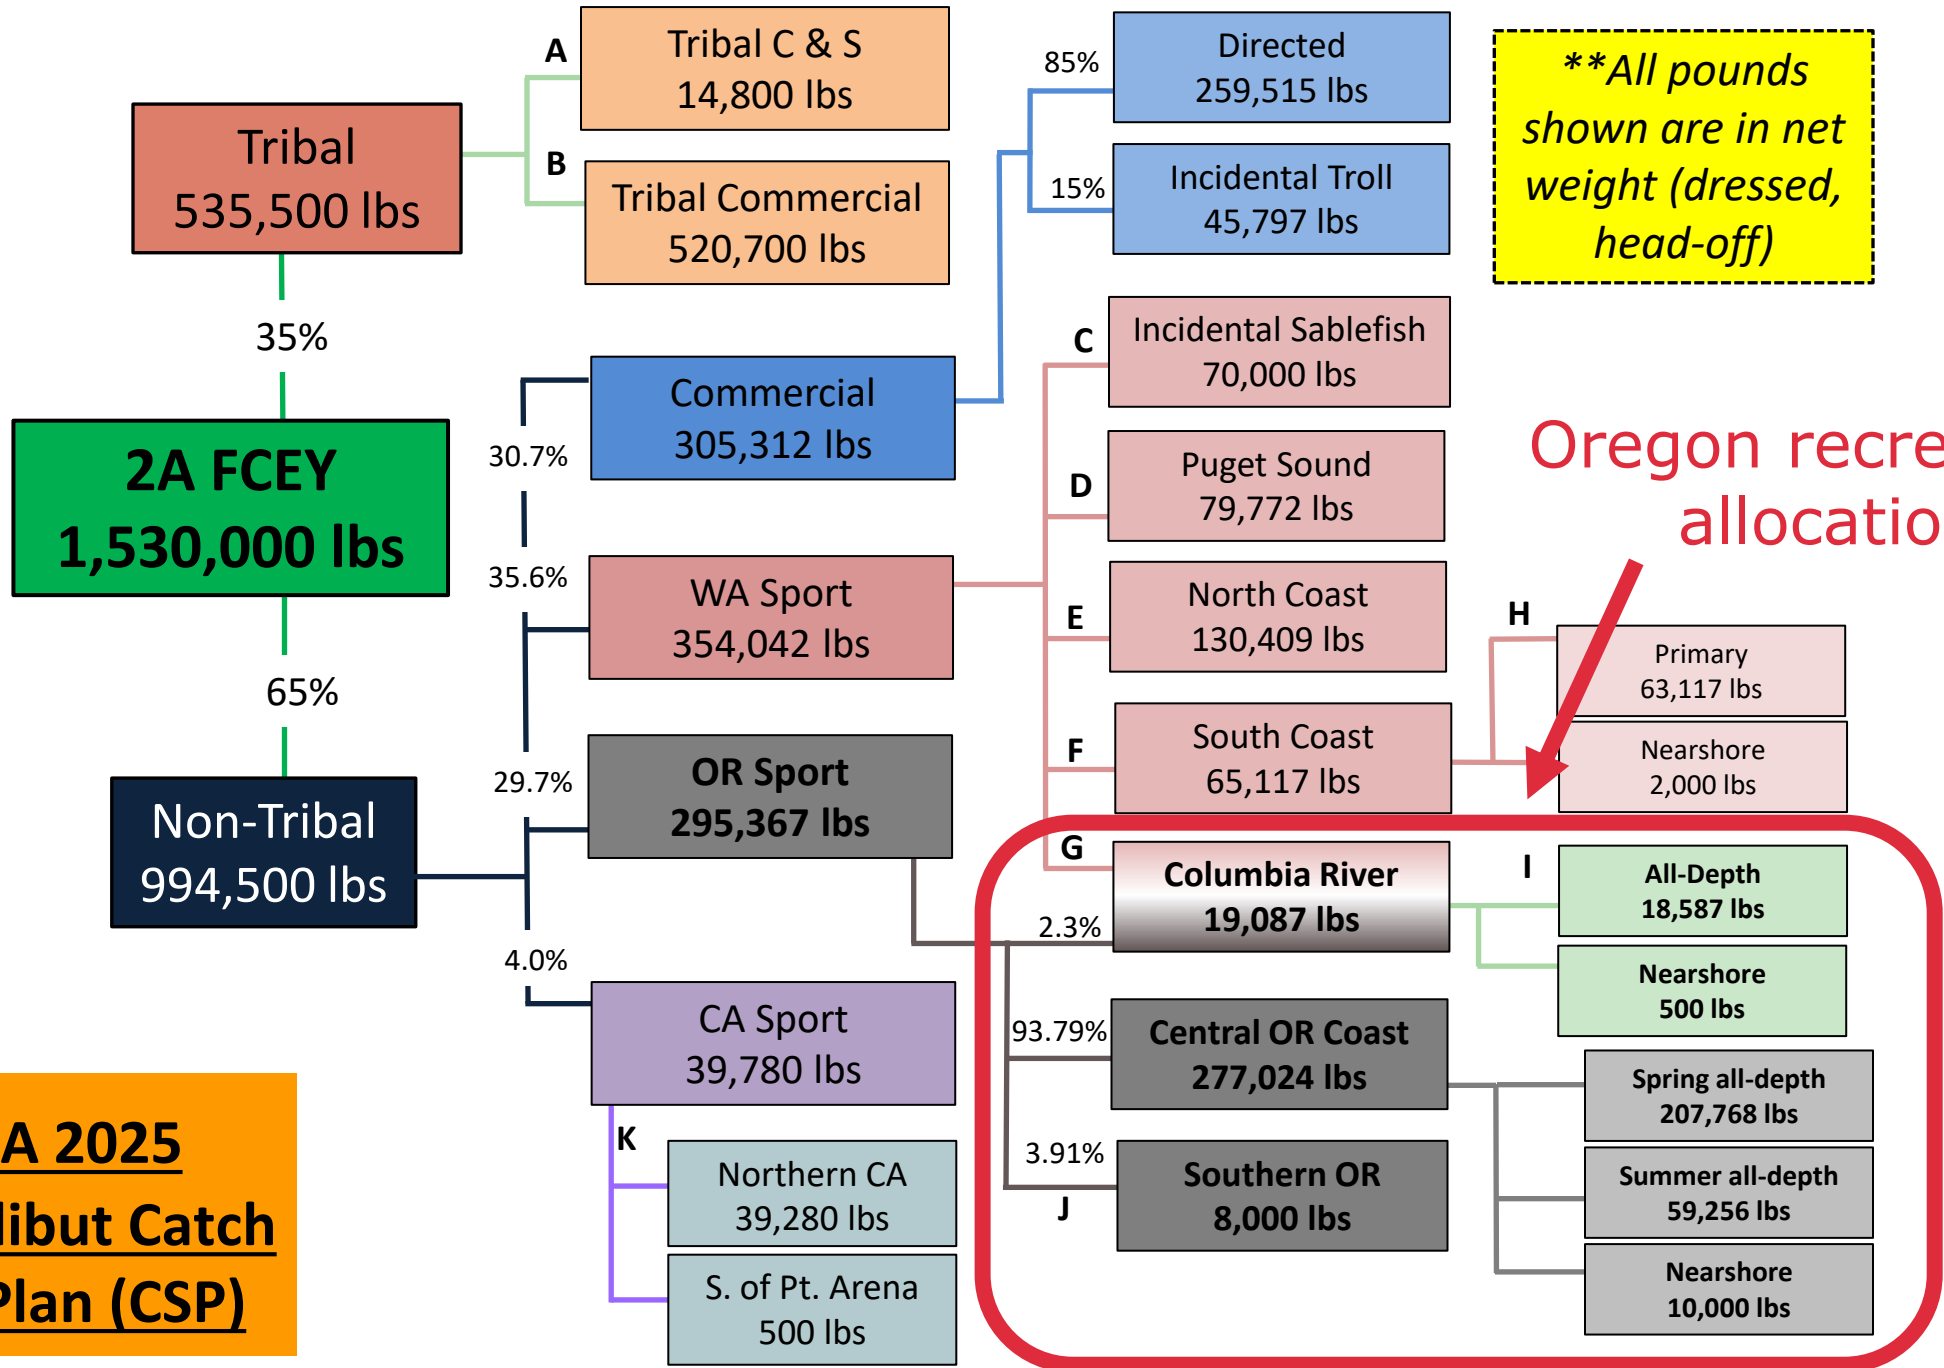 A
Tribal C & S
14,800 lbs
B
Tribal Commercial
520,700 lbs
Tribal
535,500 lbs
35%
2A FCEY
1,530,000 lbs
65%
Non-Tribal
994,500 lbs
30.7%
Commercial
305,312 lbs
35.6%
WA Sport
354,042 lbs
29.7%
OR Sport
295,367 lbs
4.0%
CA Sport
39,780 lbs
K
Northern CA
39,280 lbs
S. of Pt. Arena
500 lbs
85%
Directed
259,515 lbs
15%
Incidental Troll
45,797 lbs
**All pounds
shown are in net
weight (dressed,
head-off)
C
Incidental Sablefish
70,000 lbs
D
Puget Sound
79,772 lbs
E
North Coast
130,409 lbs
F
South Coast
65,117 lbs
H
Primary
63,117 lbs
Nearshore
2,000 lbs
Oregon recre
allocatio
G
2.3%
Columbia River
19,087 lbs
I
All-Depth
18,587 lbs
Nearshore
500 lbs
93.79%
Central OR Coast
277,024 lbs
Spring all-depth
207,768 lbs
Summer all-depth
59,256 lbs
Nearshore
10,000 lbs
3.91%
J
Southern OR
8,000 lbs
A 2025
libut Catch
Plan (CSP)